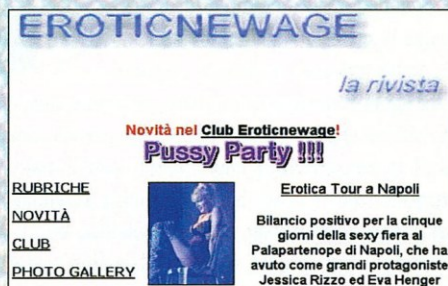 EROTICNEWAGE
la rivista
Novità nel Club Eroticnewage!
Pussy Party !!!
RUBRICHE
NOVITÀ
CLUB
PHOTO GALLERY
Erotica Tour a Napoli
Bilancio positivo per la cinque
giorni della sexy fiera al
Palapartenope di Napoli, che ha
avuto come grandi protagoniste
Jessica Rizzo ed Eva Henger